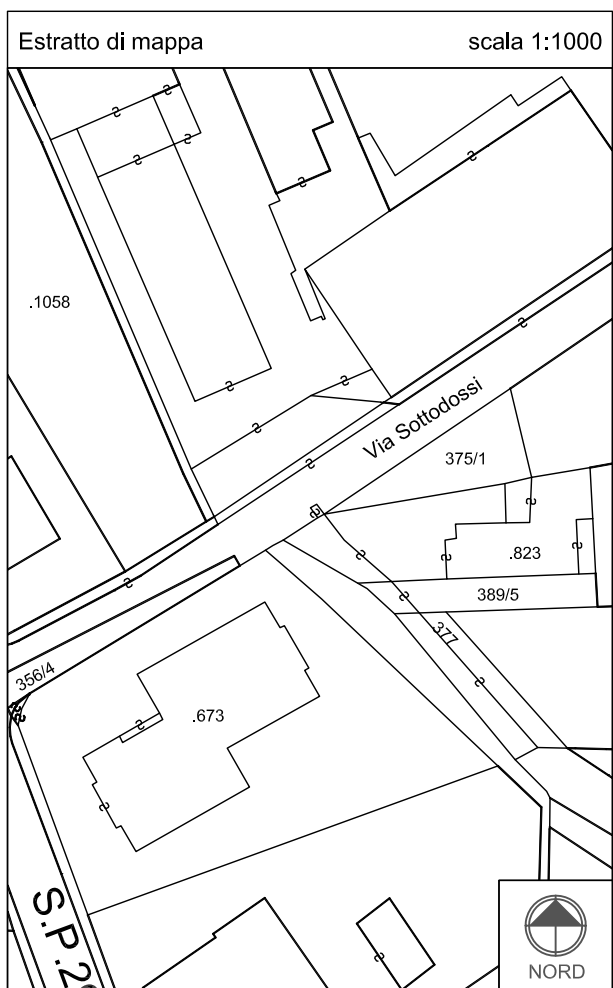 Estratto di mappa scala 1:1000
.1058
Via Sottodossi
375/1
.823
389/5
377
356/4
.673
NORD